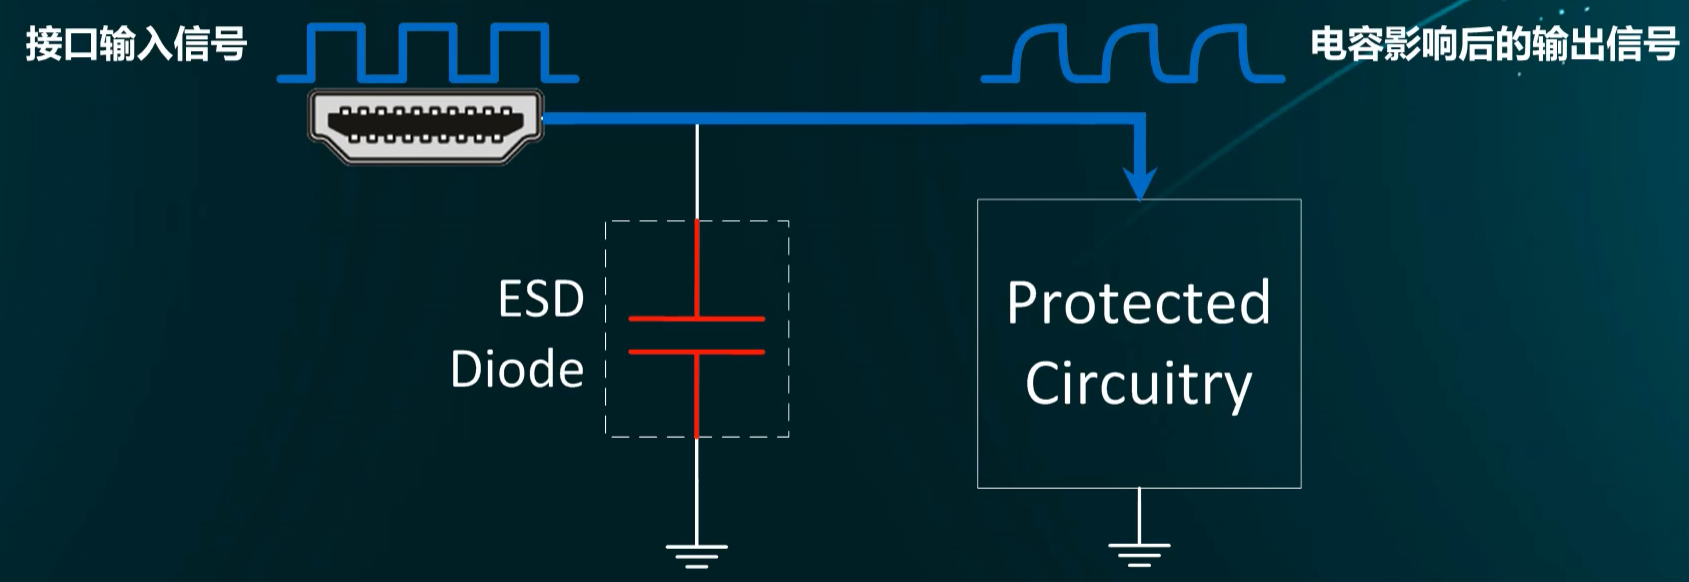 接口输入信号
电容影响后的输出信号
ESD
Diode
Protected
Circuitry